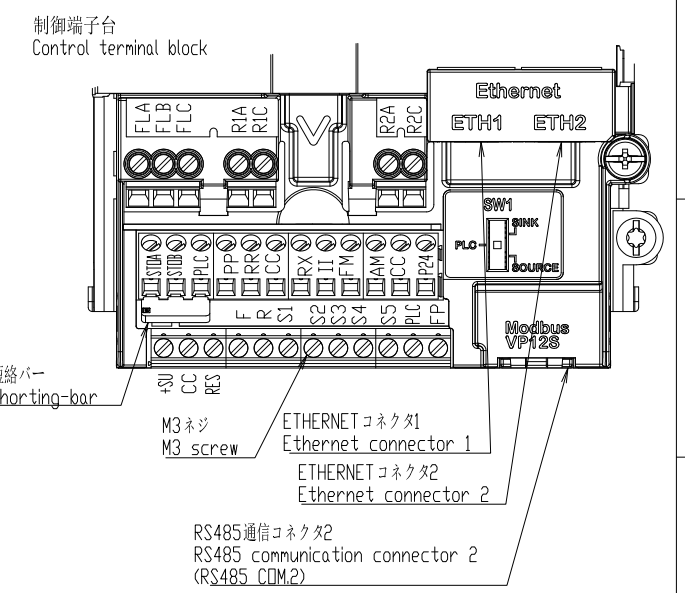 制御端子台
Control terminal block
Ethernet
ETH1 ETH2
FLA FLB FLC R1A R1C R2A R2C
SW1
SINK
PLC
SOURCE
STOA STOB PLC PP RR CC RX II FM AM CC P24
F R S1 S2 S3 S4 S5 PLC FP
Modbus
VP12S
+SU CC RES
絡バー
horting-bar
M3ネジ
M3 screw
ETHERNETコネクタ1
Ethernet connector 1
ETHERNETコネクタ2
Ethernet connector 2
RS485通信コネクタ2
RS485 communication connector 2
(RS485 COM.2)